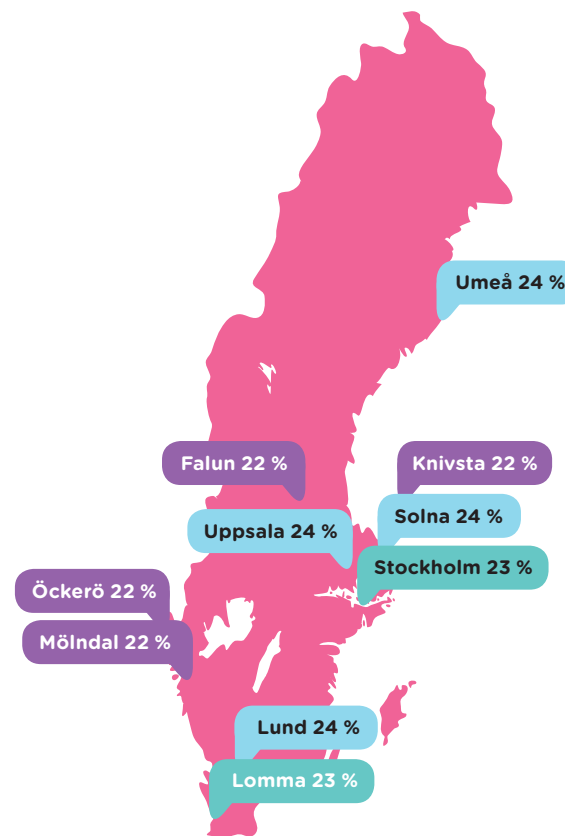 Umeå 24 %
Falun 22 %
Knivsta 22 %
Solna 24 %
Uppsala 24 %
Stockholm 23 %
Öckerö 22 %
Mölndal 22 %
Lund 24 %
Lomma 23 %